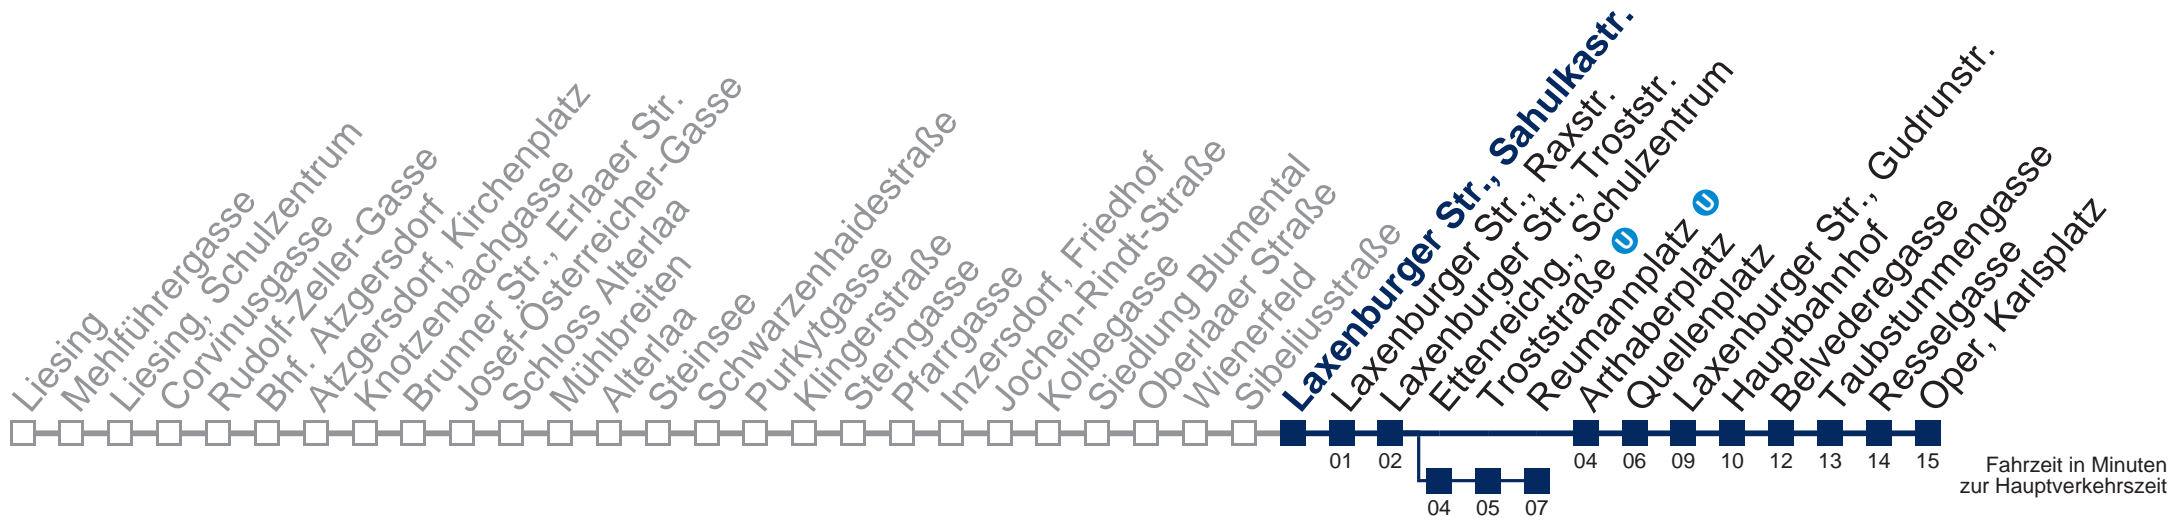 Liesing
Mehlführergasse
Liesing, Schulzentrum
Corvinusgasse
Rudolf-Zeller-Gasse
Bhf. Atzgersdorf
Atzgersdorf, Kirchenplatz
Knotzenbachgasse
Brunner Str., Erlaaer Str.
Josef-Österreicher-Gasse
Schloss Alterlaa
Mühlbreiten
Alterlaa
Steinsee
Schwarzenhaidestraße
Purkytgasse
Klingerstraße
Sterngasse
Pfarrgasse
Inzersdorf, Friedhof
Jochen-Rindt-Straße
Kolbegasse
Siedlung Blumental
Oberlaaer Straße
Wienerfeld
Sibeliusstraße
Laxenburger Str., Sahulkastr.
Laxenburger Str., Raxstr.
Laxenburger Str., Troststr.
Ettenreichg., Schulzentrum
Troststraße U
Reumannplatz U
Arthaberplatz
Quellenplatz
Laxenburger Str., Gudrunstr.
Hauptbahnhof
Belvederegasse
Taubstummengasse
Resselgasse
Oper, Karlsplatz
01 02 04 06 09 10 12 13 14 15
04 05 07
Fahrzeit in Minuten
zur Hauptverkehrszeit